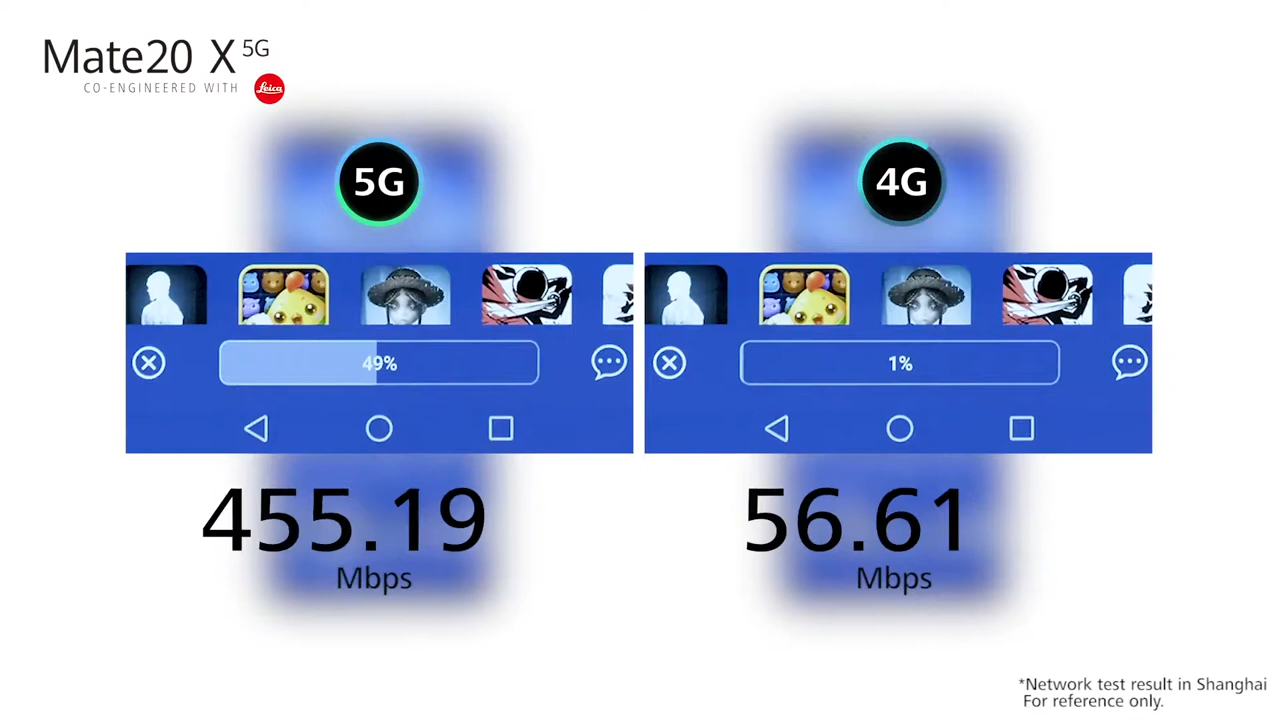 Mate20 X 5G
CO-ENGINEERED WITH Leica
5G
49%
455.19
Mbps
4G
1%
56.61
Mbps
*Network test result in Shanghai
For reference only.